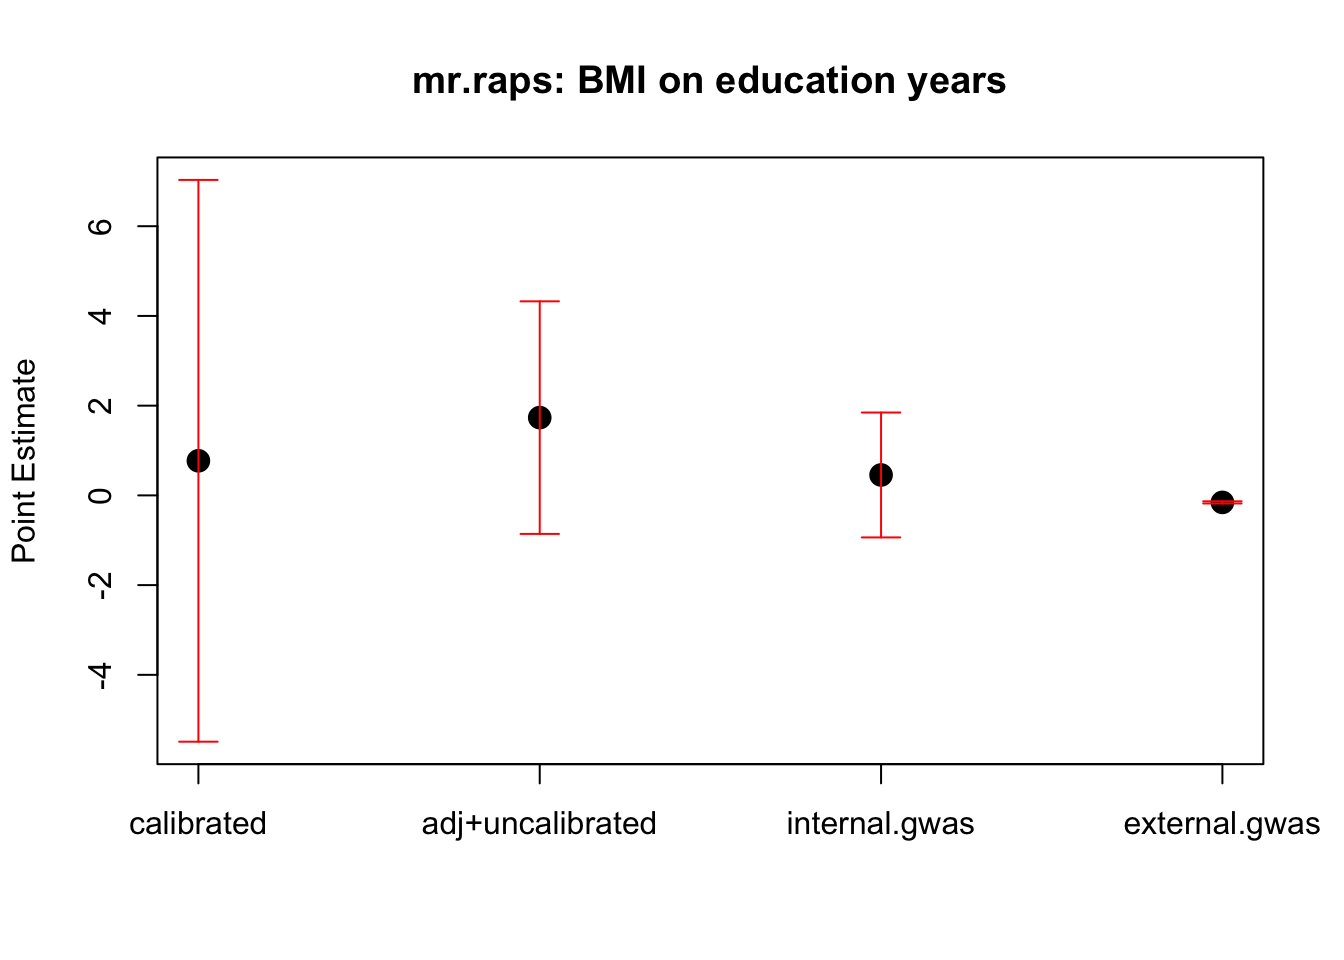 mr.raps: BMI on education years
Point Estimate
6
4
2
0
-2
-4
calibrated
adj+uncalibrated
internal.gwas
external.gwas